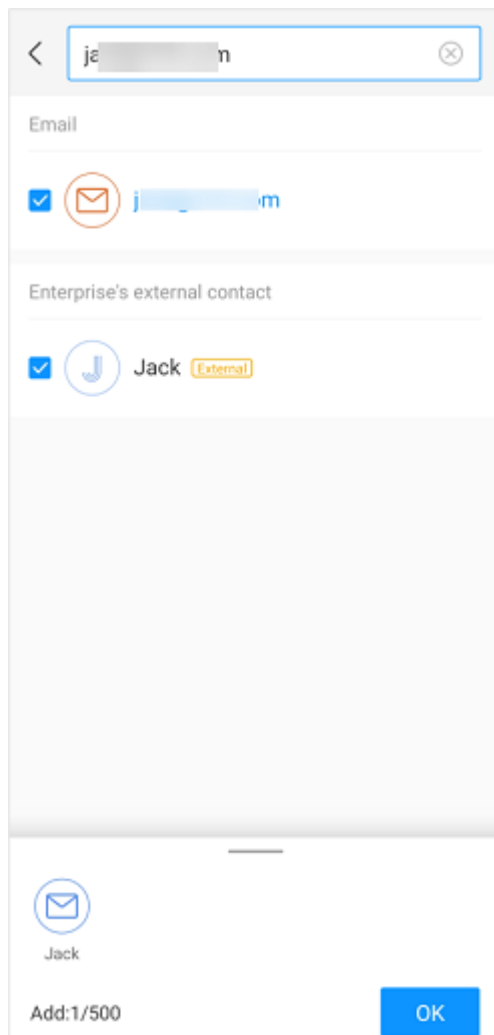 Email
Enterprise's external contact
Jack External
Jack
Add:1/500
OK